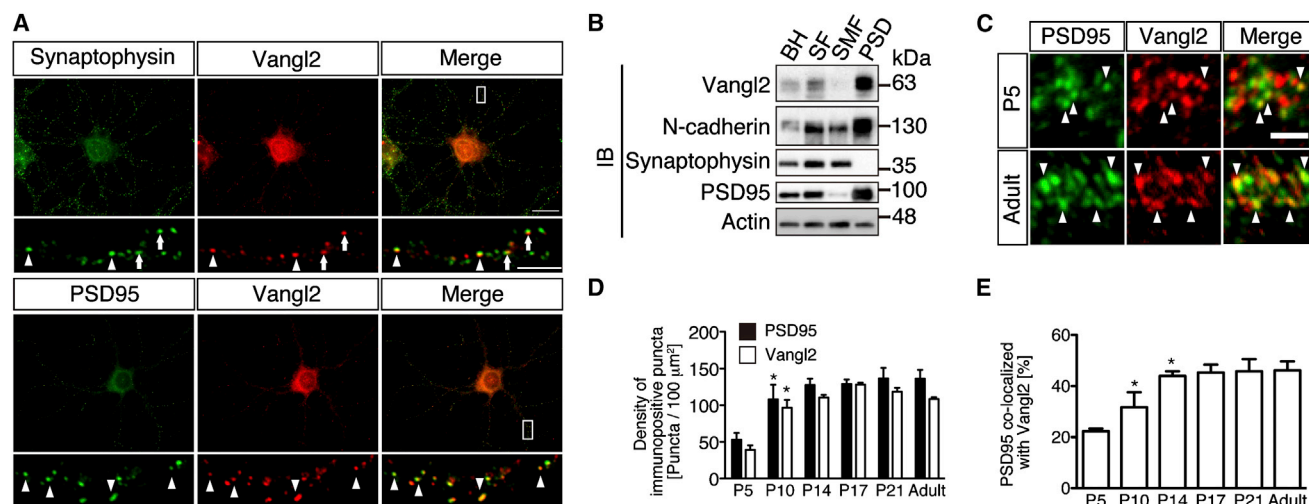 A
Synaptophysin Vangl2 Merge
PSD95 Vangl2 Merge
B
BH SF SMF PSD
kDa
IB
Vangl2 63
N-cadherin 130
Synaptophysin 35
PSD95 100
Actin 48
C
PSD95 Vangl2 Merge
P5
Adult
D
Density of
immunopositive puncta
[Puncta / 100 μm²]
200
150
100
50
0
PSD95
Vangl2
* *
P5 P10 P14 P17 P21 Adult
E
PSD95 co-localized
with Vangl2 [%]
60
40
20
0
* *
P5 P10 P14 P17 P21 Adult